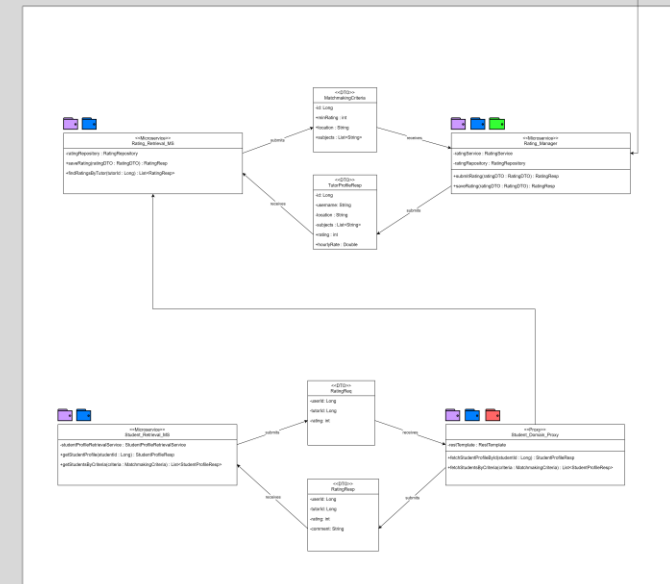 <<DTO>>
MatchmakingCriteria
-id: Long
+minRating : int
+location : String
+subjects : List<String>
<<Microservice>>
Rating_Retrieval_MS
-ratingRepository : RatingRepository
+saveRating(ratingDTO : RatingDTO) : RatingResp
+findRatingsByTutor(tutorId : Long) : List<RatingResp>
submits
receives
<<Microservice>>
Rating_Manager
-ratingService : RatingService
-ratingRepository : RatingRepository
+submitRating(ratingDTO : RatingDTO) : RatingResp
+saveRating(ratingDTO : RatingDTO) : RatingResp
<<DTO>>
TutorProfileResp
-id: Long
-username: String
-location : String
-subjects : List<String>
+rating : int
+hourlyRate : Double
receives
submits
<<DTO>>
RatingReq
-userId: Long
-tutorId: Long
-rating: int
<<Microservice>>
Student_Retrieval_MS
-studentProfileRetrievalService : StudentProfileRetrievalService
+getStudentProfile(studentId : Long) : StudentProfileResp
+getStudentsByCriteria(criteria : MatchmakingCriteria) : List<StudentProfileResp>
submits
receives
<<Proxy>>
Student_Domain_Proxy
-restTemplate : RestTemplate
+fetchStudentProfileById(studentId : Long) : StudentProfileResp
+fetchStudentsByCriteria(criteria : MatchmakingCriteria) : List<StudentProfileResp>
<<DTO>>
RatingResp
-userId: Long
-tutorId: Long
-rating: int
-comment: String
receives
submits